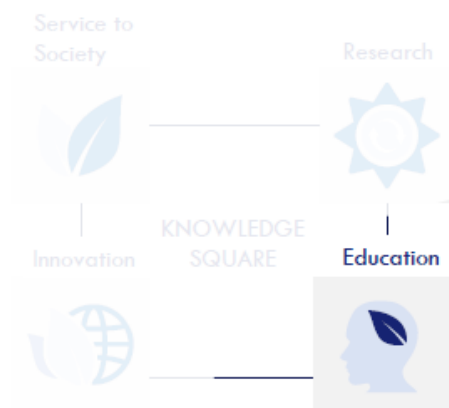 Service to
Society
Research
KNOWLEDGE
SQUARE
Innovation
Education